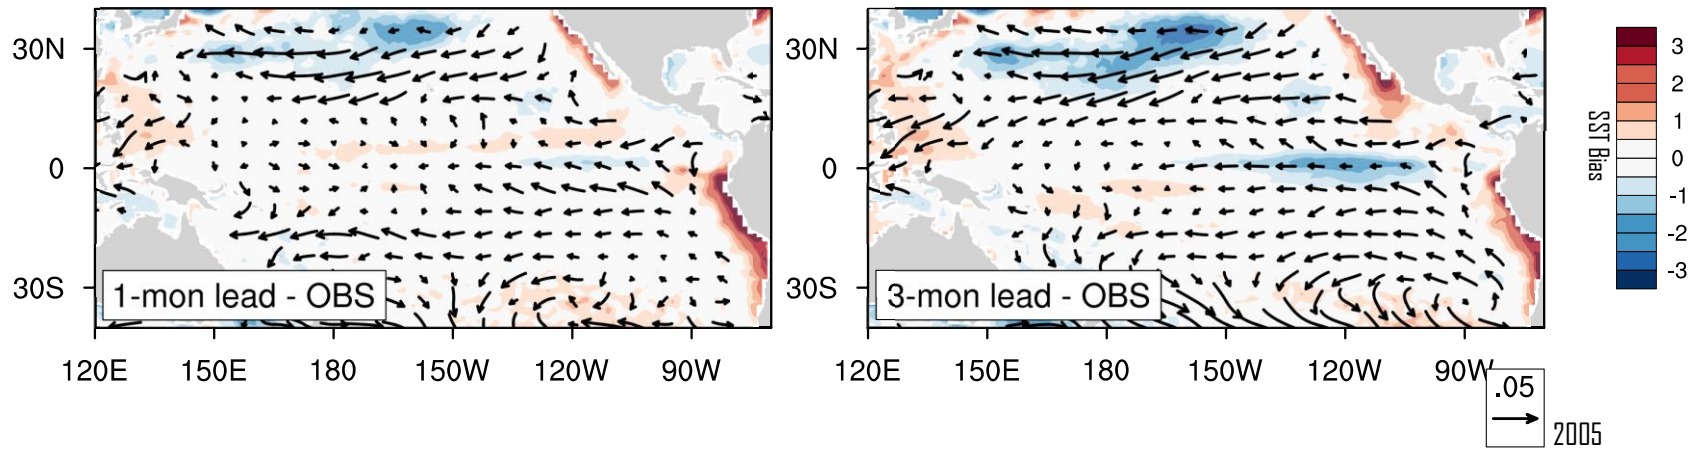 30N
0
30S
1-mon lead - OBS
120E 150E 180 150W 120W 90W
30N
0
30S
3-mon lead - OBS
120E 150E 180 150W 120W 90W
SST Bias
3
2
1
0
-1
-2
-3
.05
2005